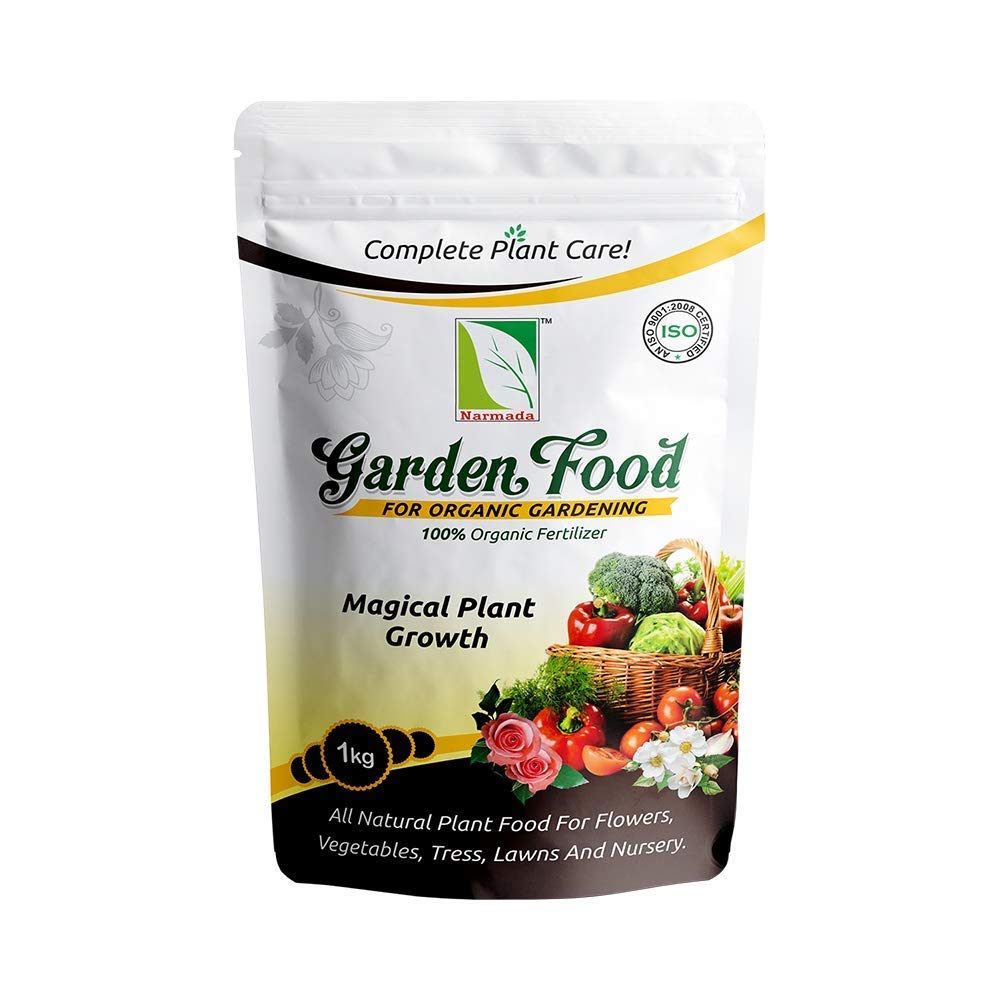 Complete Plant Care!
TM
AN ISO 9001:2008 CERTIFIED
ISO
Narmada
Garden Food
FOR ORGANIC GARDENING
100% Organic Fertilizer
Magical Plant
Growth
1kg
All Natural Plant Food For Flowers,
Vegetables, Tress, Lawns And Nursery.